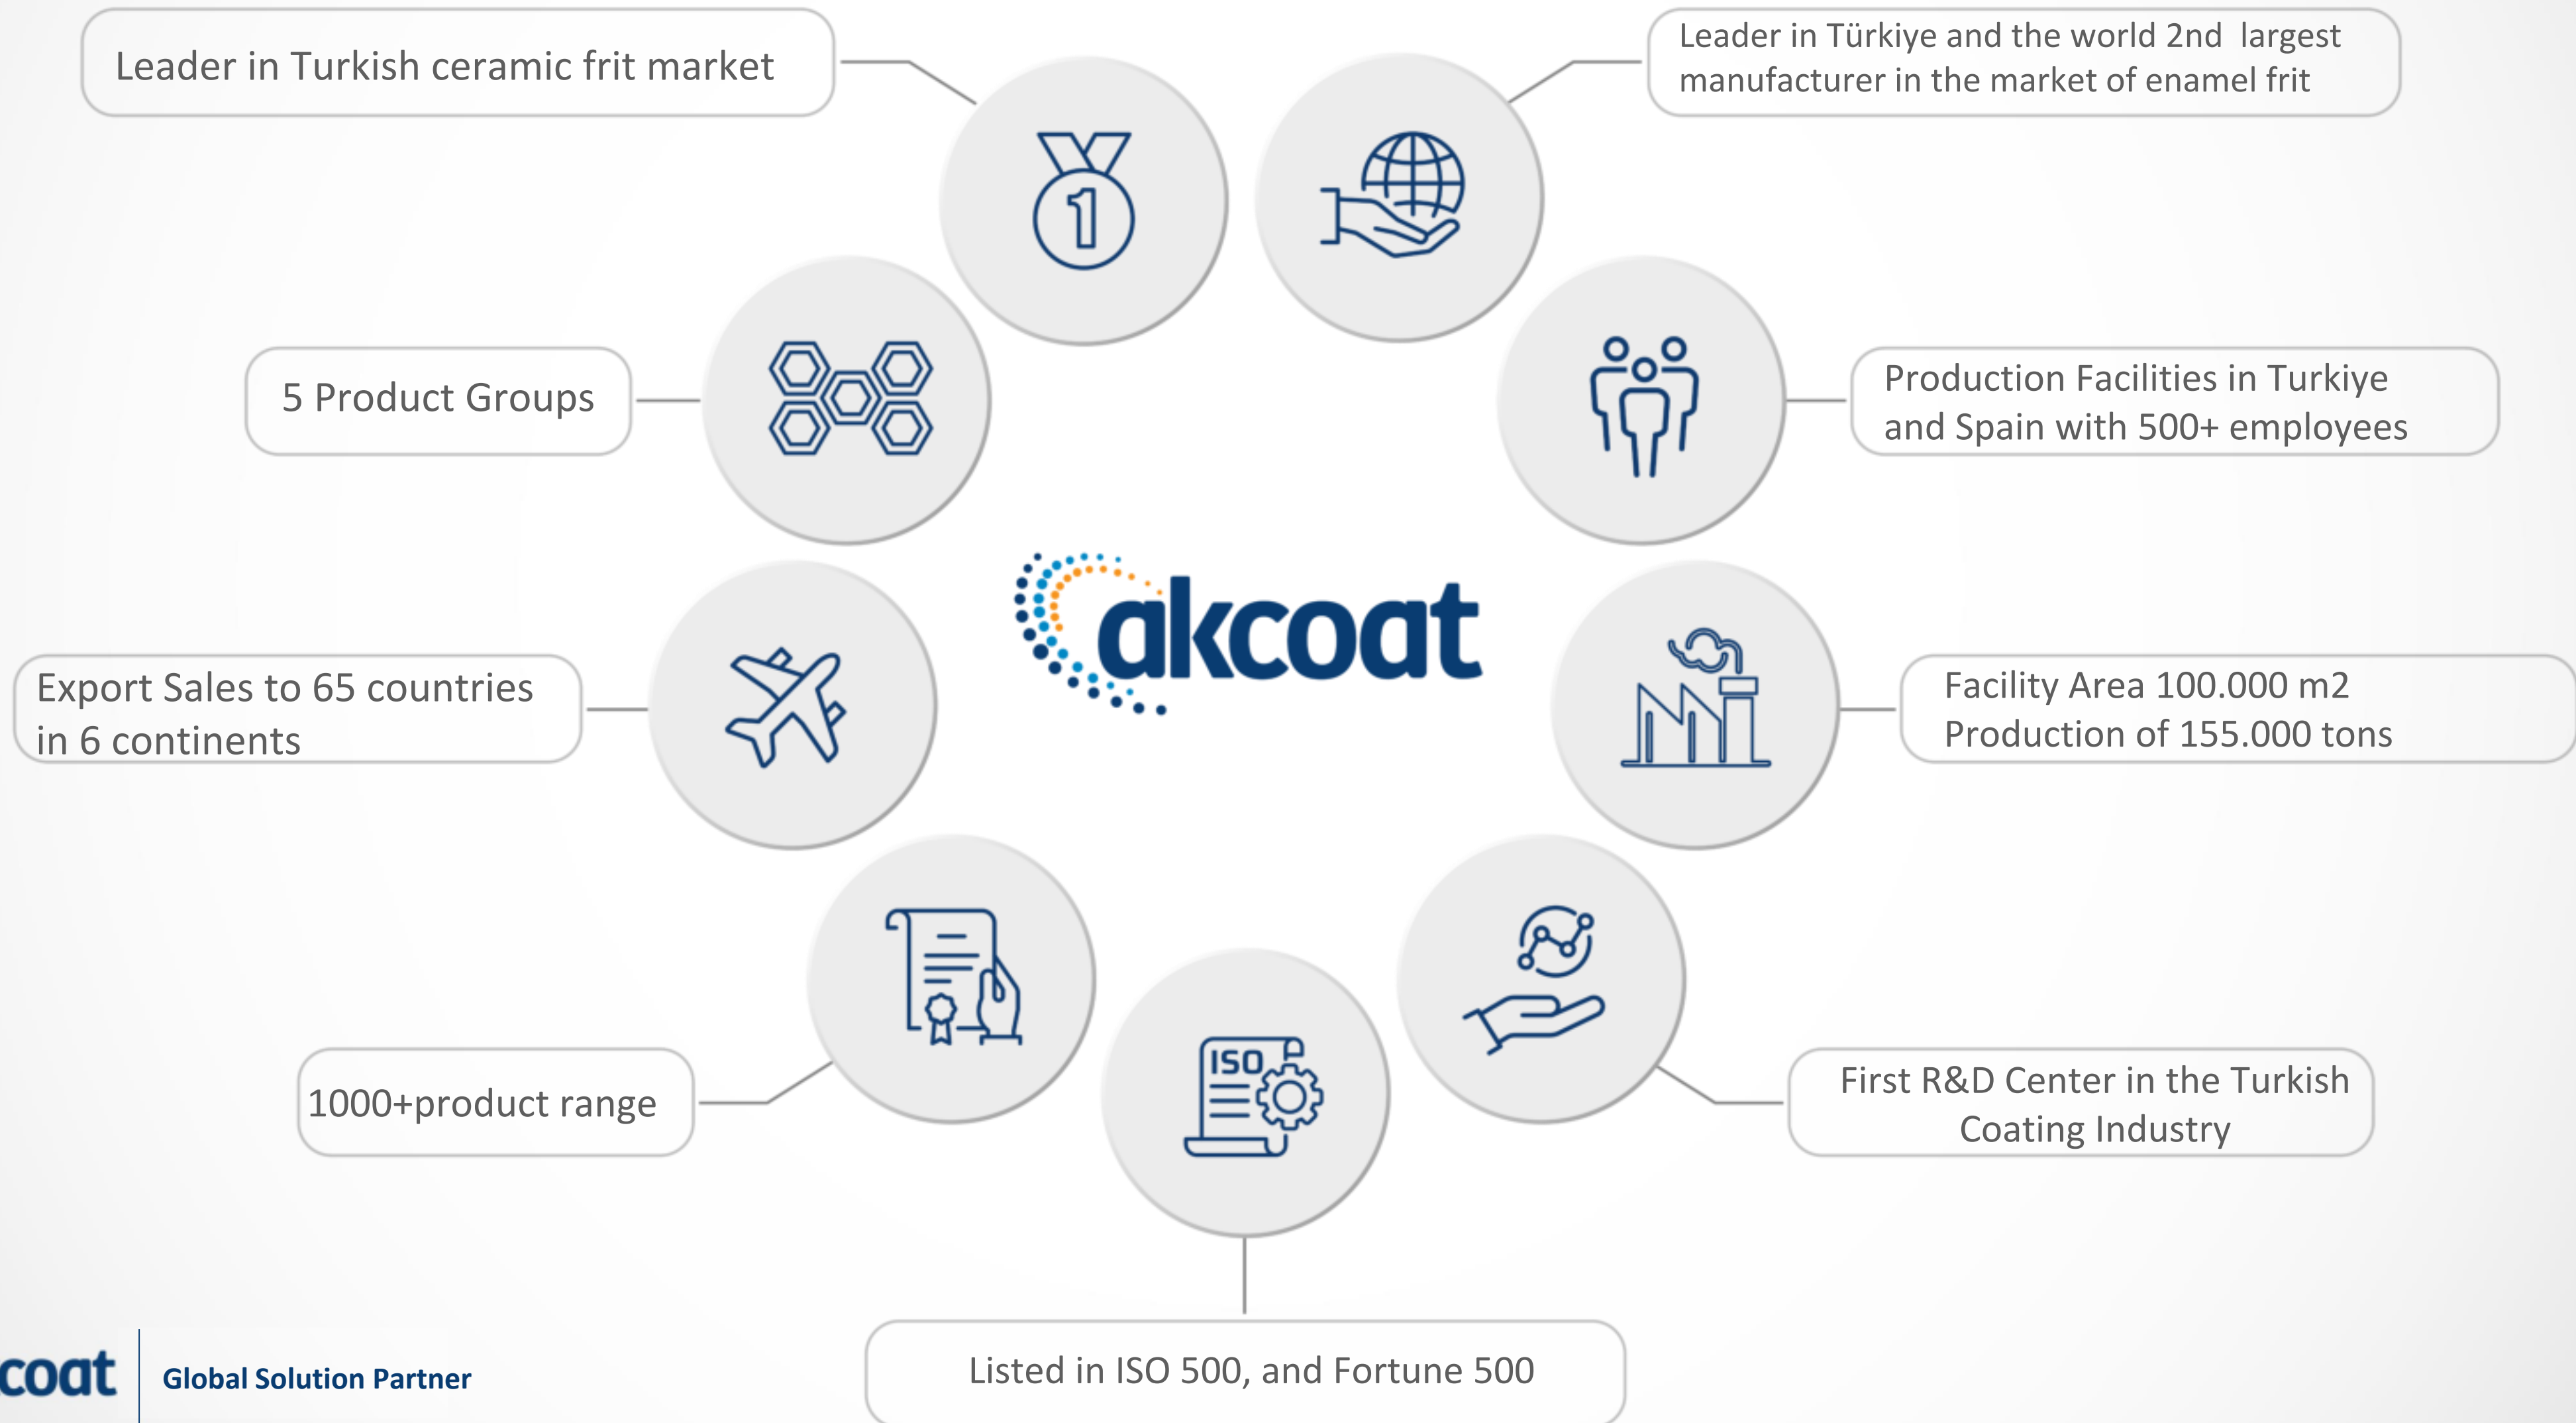 Leader in Turkish ceramic frit market
Leader in Türkiye and the world 2nd  largest
manufacturer in the market of enamel frit
1
5 Product Groups
Production Facilities in Turkiye
and Spain with 500+ employees
akcoat
Export Sales to 65 countries
in 6 continents
Facility Area 100.000 m2
Production of 155.000 tons
1000+product range
ISO
First R&D Center in the Turkish
Coating Industry
Listed in ISO 500, and Fortune 500
coat
Global Solution Partner